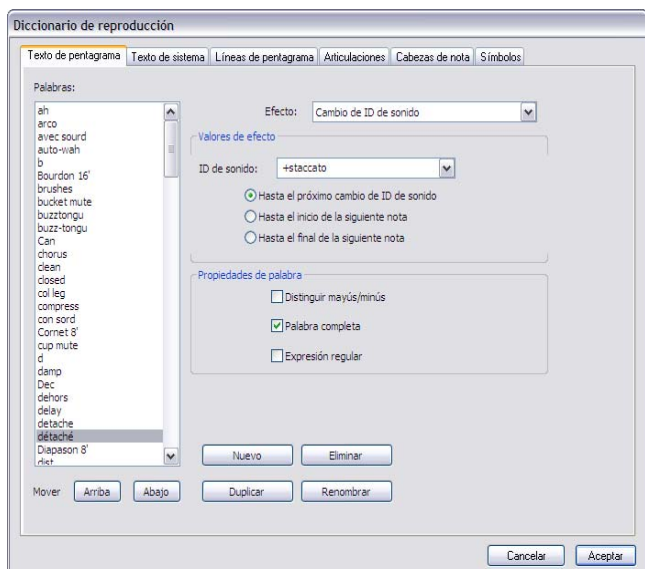 Diccionario de reproducción
Texto de pentagrama Texto de sistema Líneas de pentagrama Articulaciones Cabezas de nota Símbolos
Palabras:
ah
arco
avec sourd
auto-wah
b
Bourdon 16'
brushes
bucket mute
buzztongu
buzz-tongu
Can
chorus
clean
closed
col leg
compress
con sord
Cornet 8'
cup mute
d
damp
Dec
dehors
delay
detache
détaché
Diapason 8'
dist
Mover Arriba Abajo
Efecto: Cambio de ID de sonido
Valores de efecto
ID de sonido: +staccato
Hasta el próximo cambio de ID de sonido
Hasta el inicio de la siguiente nota
Hasta el final de la siguiente nota
Propiedades de palabra
Distinguir mayús/minús
Palabra completa
Expresión regular
Nuevo Eliminar
Duplicar Renombrar
Cancelar Aceptar